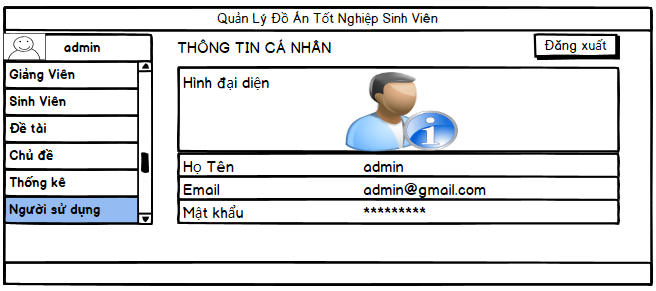 Quản Lý Đồ Án Tốt Nghiệp Sinh Viên
admin
THÔNG TIN CÁ NHÂN
Đăng xuất
Giảng Viên
Sinh Viên
Đề tài
Chủ đề
Thống kê
Người sử dụng
Hình đại diện
i
Họ Tên admin
Email admin@gmail.com
Mật khẩu *********